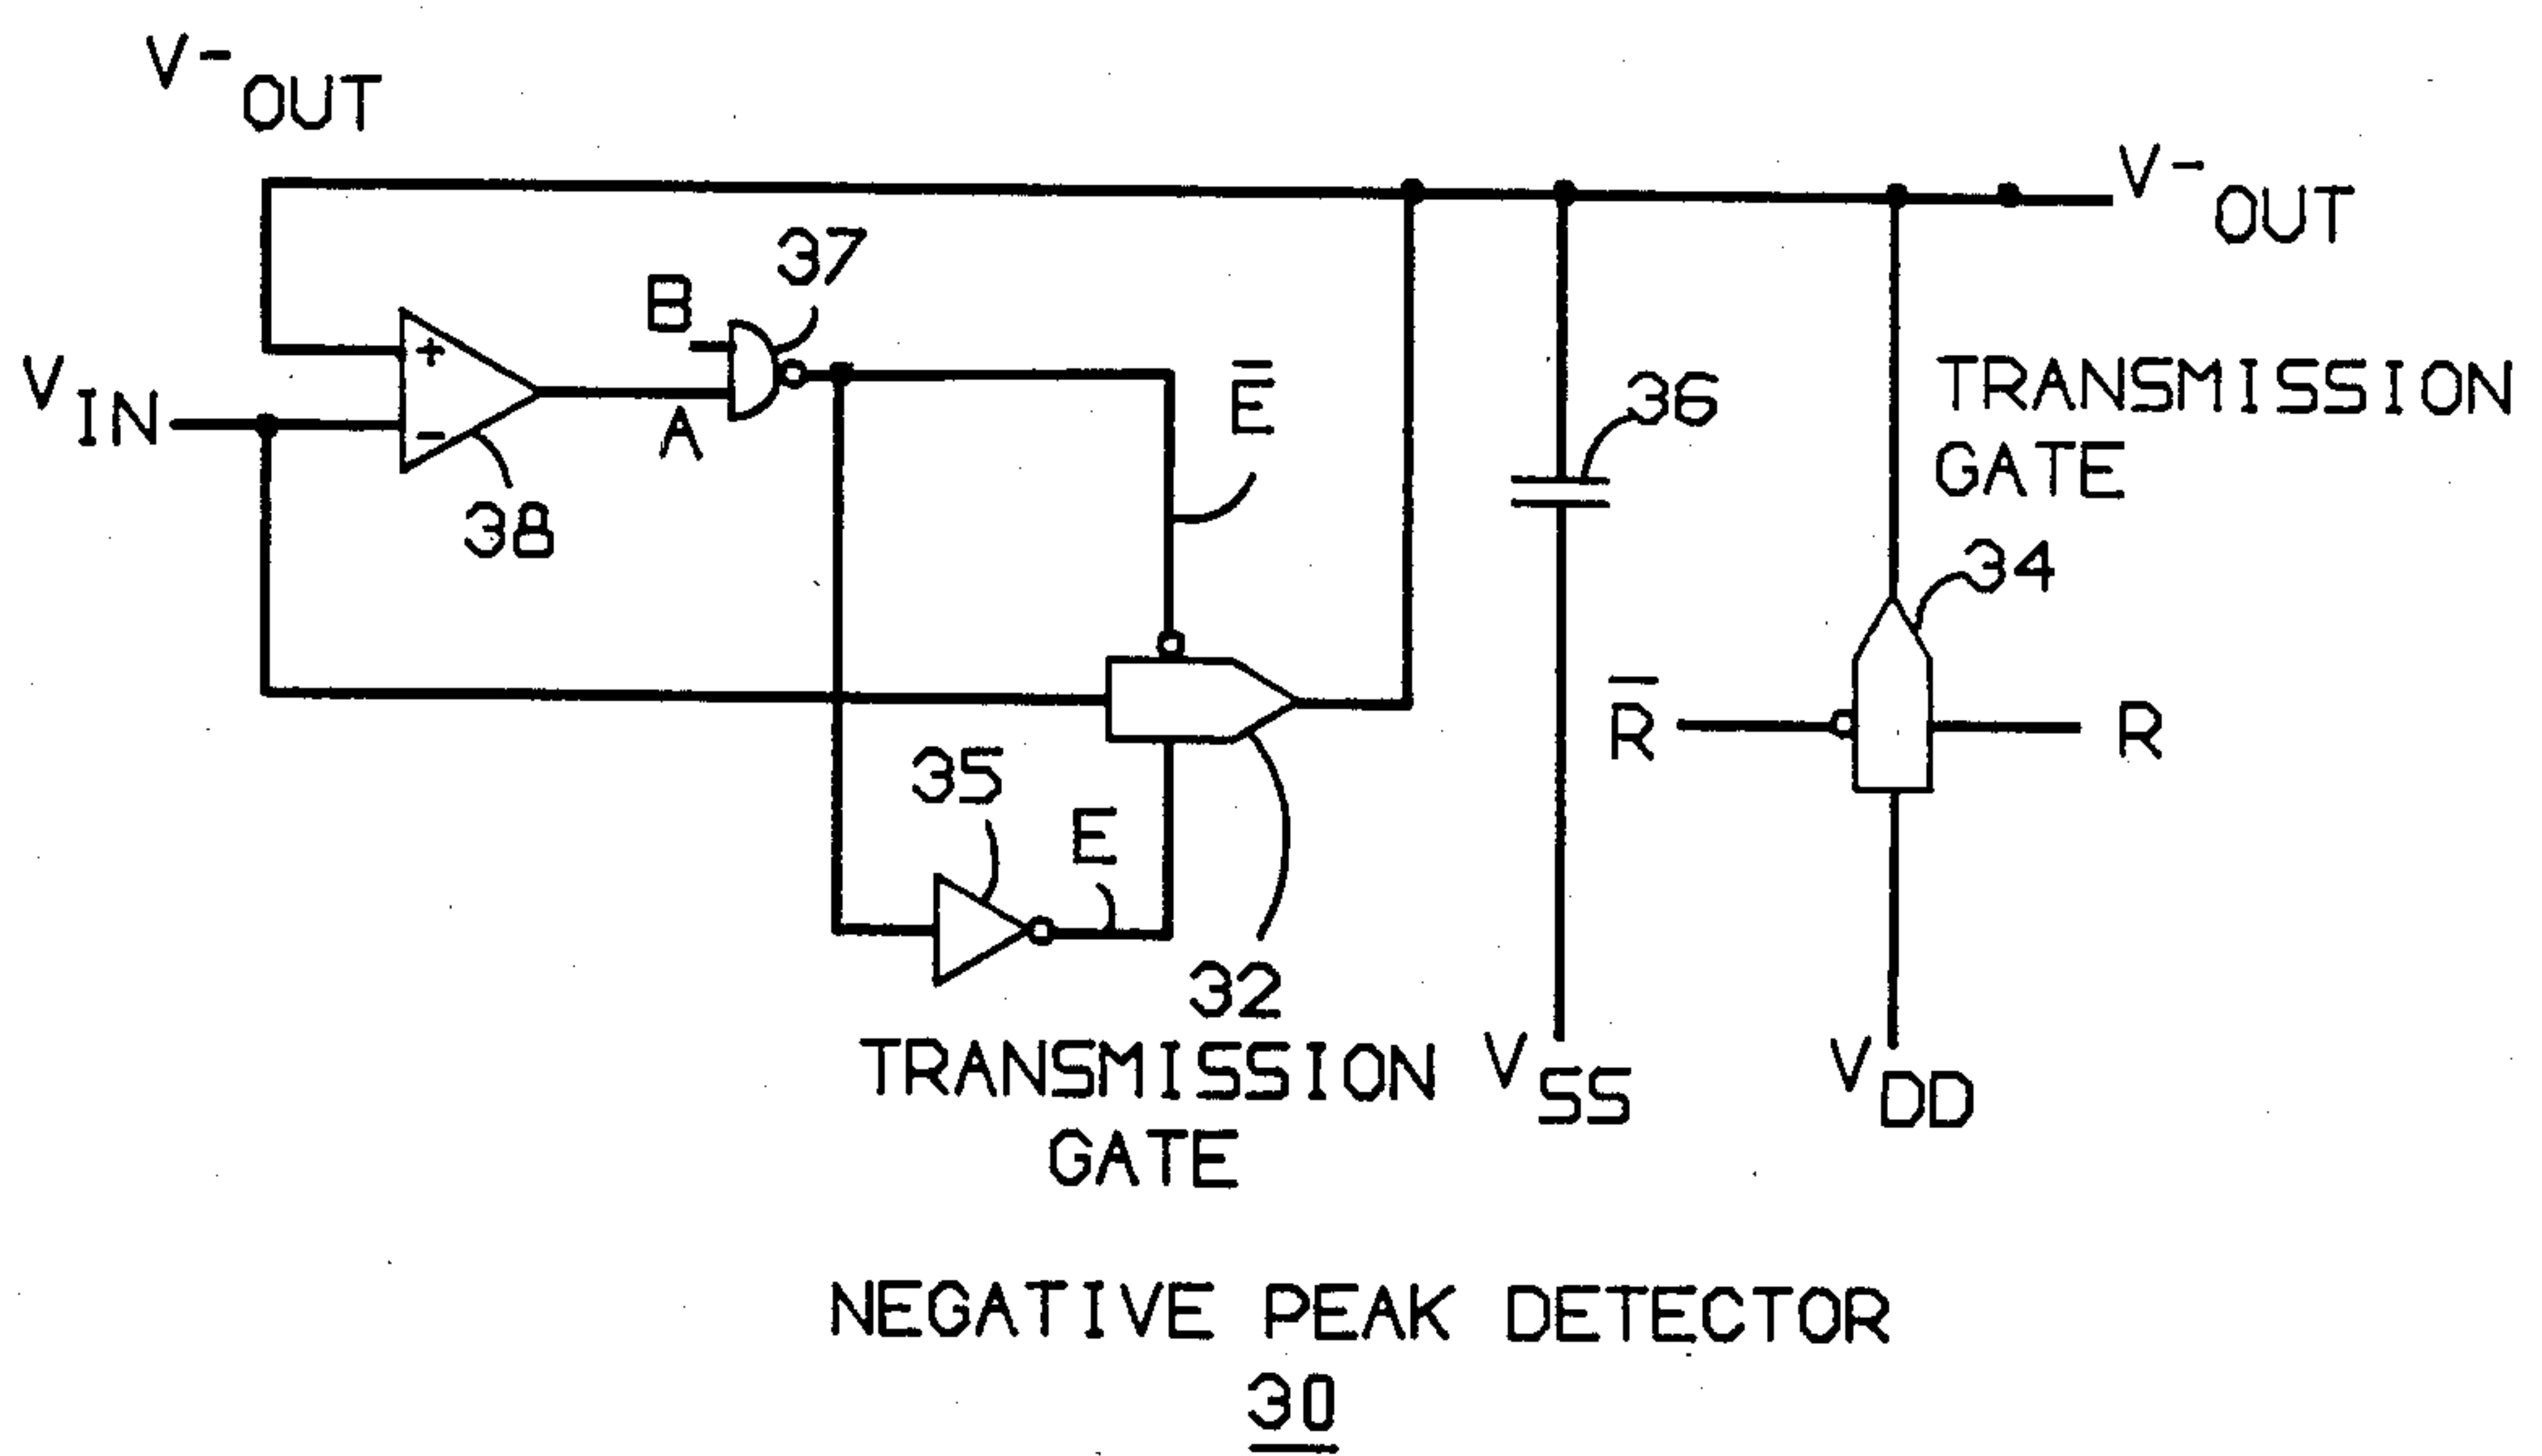 V-OUT
V-OUT
37
B
VIN
+
-
A
38
E̅
36
TRANSMISSION
GATE
34
R̅
R
35
E
32
TRANSMISSION
GATE
VSS
VDD
NEGATIVE PEAK DETECTOR
30